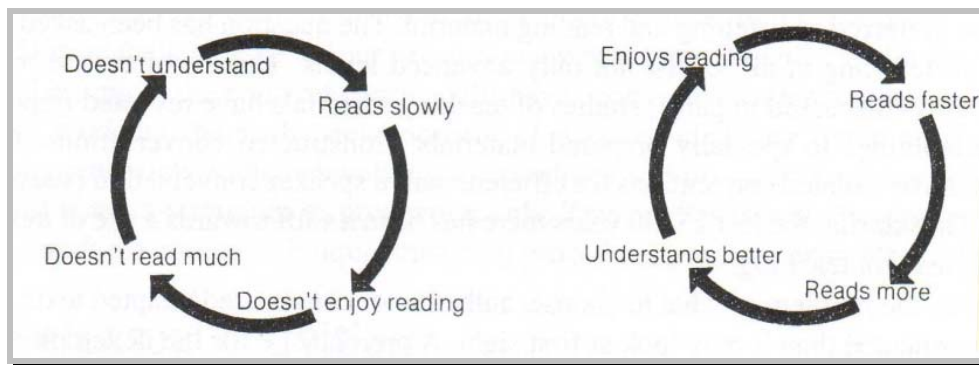 Doesn't understand
Reads slowly
Doesn't enjoy reading
Doesn't read much
Enjoys reading
Reads faster
Reads more
Understands better